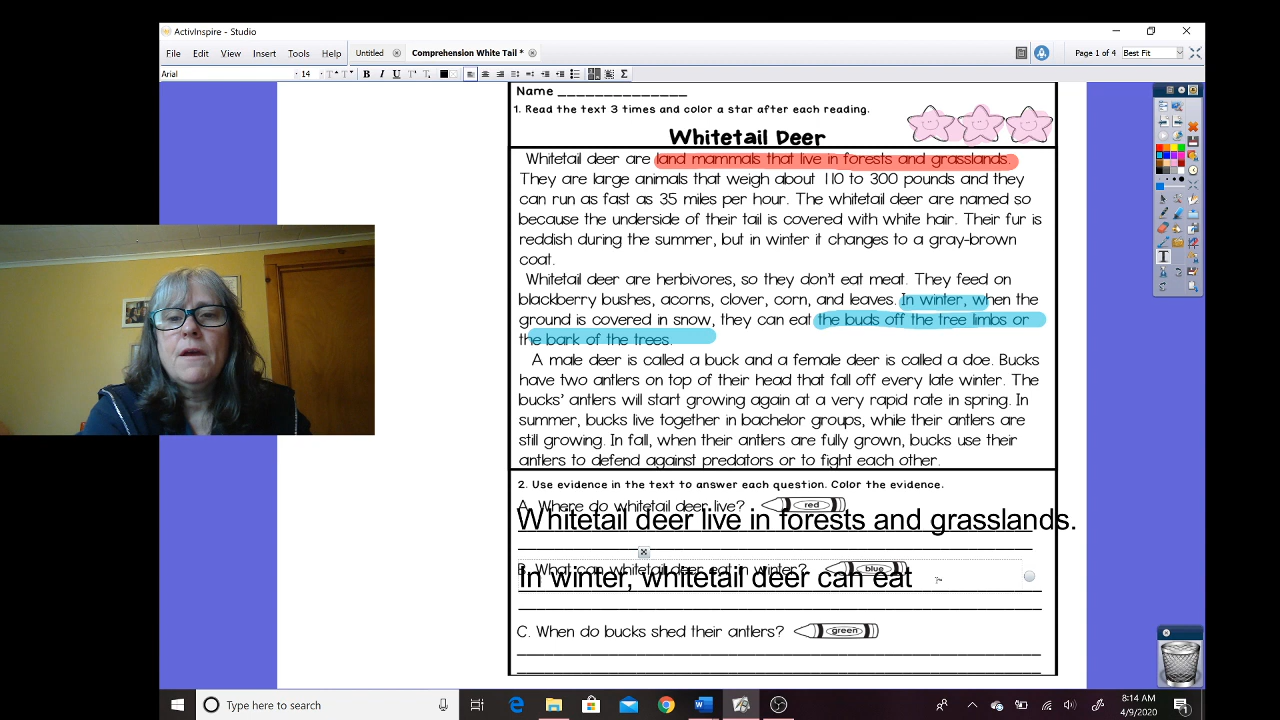 ActivInspire - Studio
File Edit View Insert Tools Help Untitled Comprehension White Tail * Page 1 of 4 Best Fit
Arial 14 B I U
Name ______________
1. Read the text 3 times and color a star after each reading.
Whitetail Deer
Whitetail deer are land mammals that live in forests and grasslands.
They are large animals that weigh about 110 to 300 pounds and they
can run as fast as 35 miles per hour. The whitetail deer are named so
because the underside of their tail is covered with white hair. Their fur is
reddish during the summer, but in winter it changes to a gray-brown
coat.
Whitetail deer are herbivores, so they don't eat meat. They feed on
blackberry bushes, acorns, clover, corn, and leaves. In winter, when the
ground is covered in snow, they can eat the buds off the tree limbs or
the bark of the trees.
A male deer is called a buck and a female deer is called a doe. Bucks
have two antlers on top of their head that fall off every late winter. The
bucks' antlers will start growing again at a very rapid rate in spring. In
summer, bucks live together in bachelor groups, while their antlers are
still growing. In fall, when their antlers are fully grown, bucks use their
antlers to defend against predators or to fight each other.
2. Use evidence in the text to answer each question. Color the evidence.
A. Where do whitetail deer live? red
Whitetail deer live in forests and grasslands.
B. What can whitetail deer eat in winter? blue
In winter, whitetail deer can eat
C. When do bucks shed their antlers? green
Type here to search
8:14 AM
4/9/2020